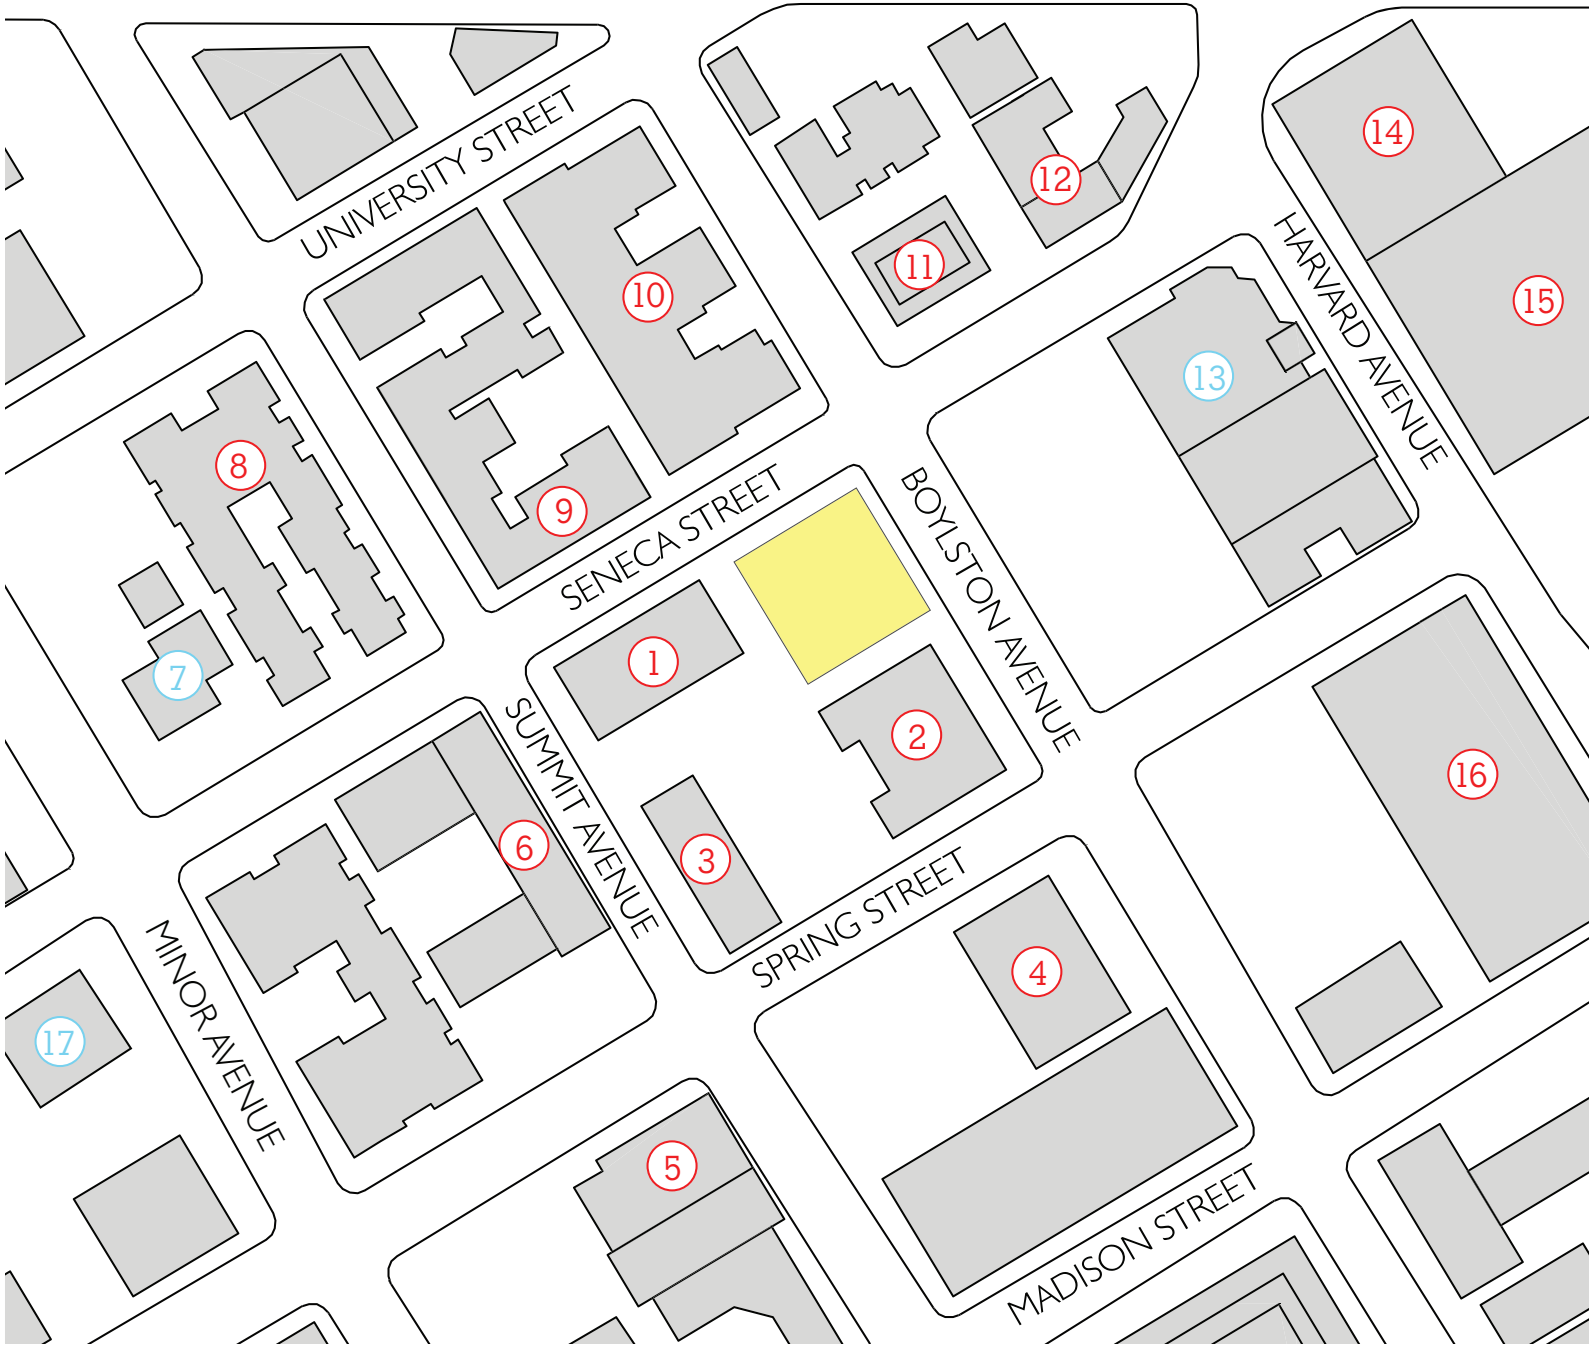 UNIVERSITY STREET
14
12
HARVARD AVENUE
11
10
15
13
8
BOYLSTON AVENUE
SENECA STREET
9
1
7
SUMMIT AVENUE
2
16
6
3
SPRING STREET
MINOR AVENUE
4
17
5
MADISON STREET